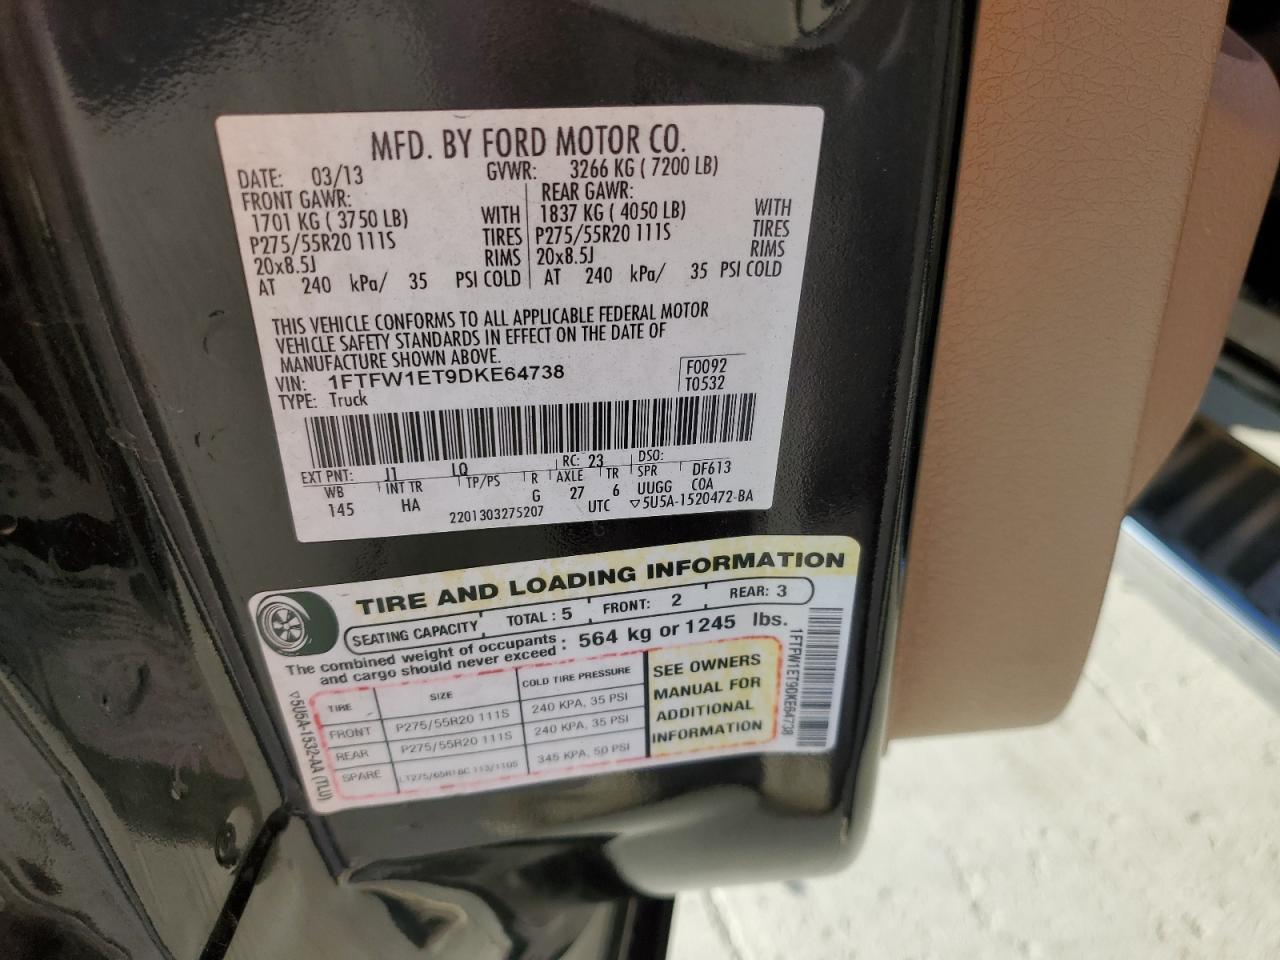 MFD. BY FORD MOTOR CO.
DATE: 03/13 GVWR: 3266 KG ( 7200 LB)
FRONT GAWR: REAR GAWR:
1701 KG ( 3750 LB) WITH 1837 KG ( 4050 LB) WITH
P275/55R20 111S TIRES P275/55R20 111S TIRES
20x8.5J RIMS 20x8.5J RIMS
AT 240 kPa/ 35 PSI COLD AT 240 kPa/ 35 PSI COLD
THIS VEHICLE CONFORMS TO ALL APPLICABLE FEDERAL MOTOR
VEHICLE SAFETY STANDARDS IN EFFECT ON THE DATE OF
MANUFACTURE SHOWN ABOVE.
VIN: 1FTFW1ET9DKE64738 F0092
TYPE: Truck T0532
EXT PNT: J1 LQ RC: 23 DSO:
WB INT TR TP/PS R AXLE TR SPR DF613
145 HA G 27 6 UUGG COA
2201303275207 UTC ▽5U5A-1520472-BA
TIRE AND LOADING INFORMATION
SEATING CAPACITY TOTAL : 5 FRONT: 2 REAR: 3
The combined weight of occupants : 564 kg or 1245 lbs.
and cargo should never exceed :
TIRE SIZE COLD TIRE PRESSURE
FRONT P275/55R20 111S 240 KPA, 35 PSI
REAR P275/55R20 111S 240 KPA, 35 PSI
SPARE LT275/65R18C 113/110S 345 KPA, 50 PSI
SEE OWNERS
MANUAL FOR
ADDITIONAL
INFORMATION
▽5U5A-1532-AA (TLU)
1FTFW1ET9DKE64738